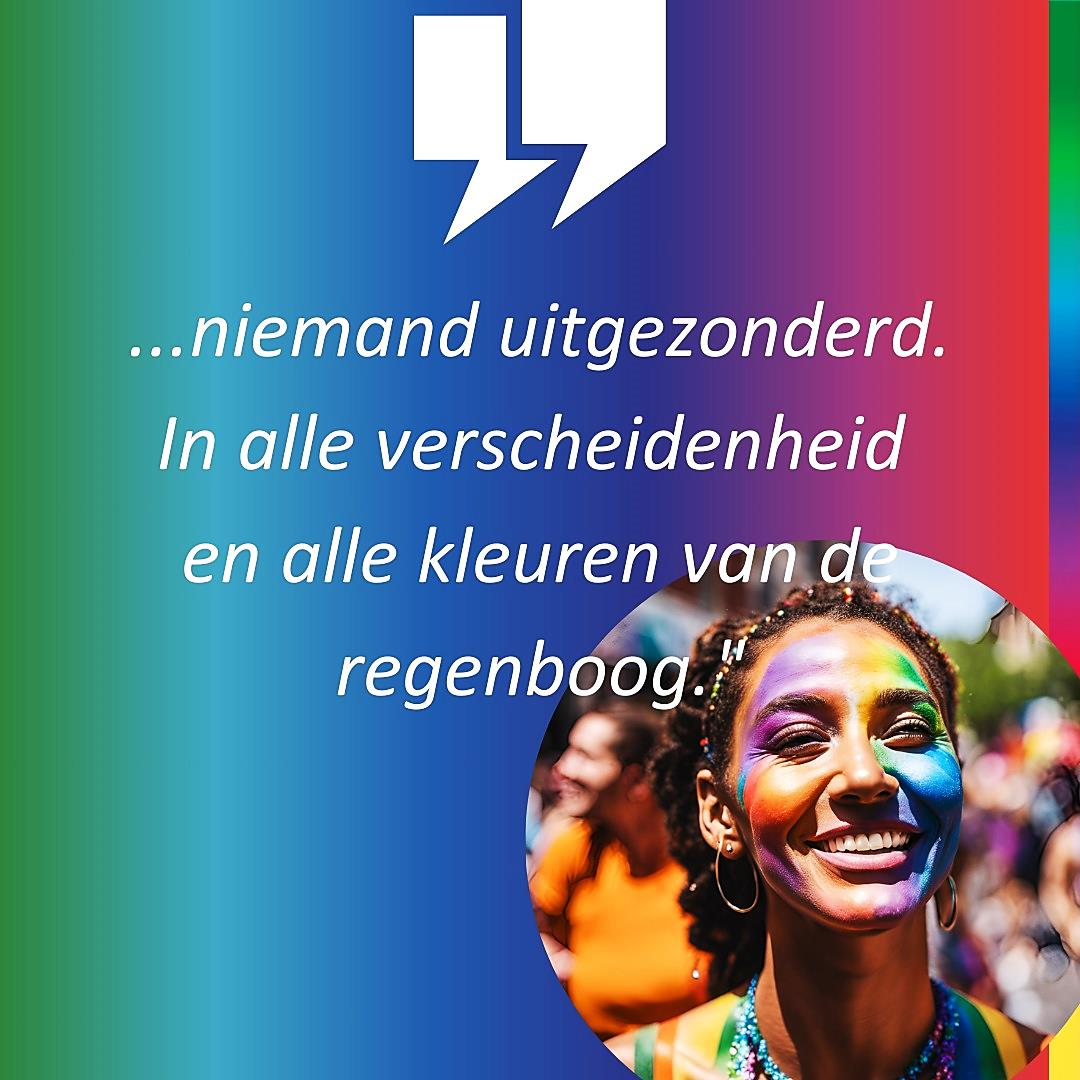 ...niemand uitgezonderd.
In alle verscheidenheid
en alle kleuren van de
regenboog."